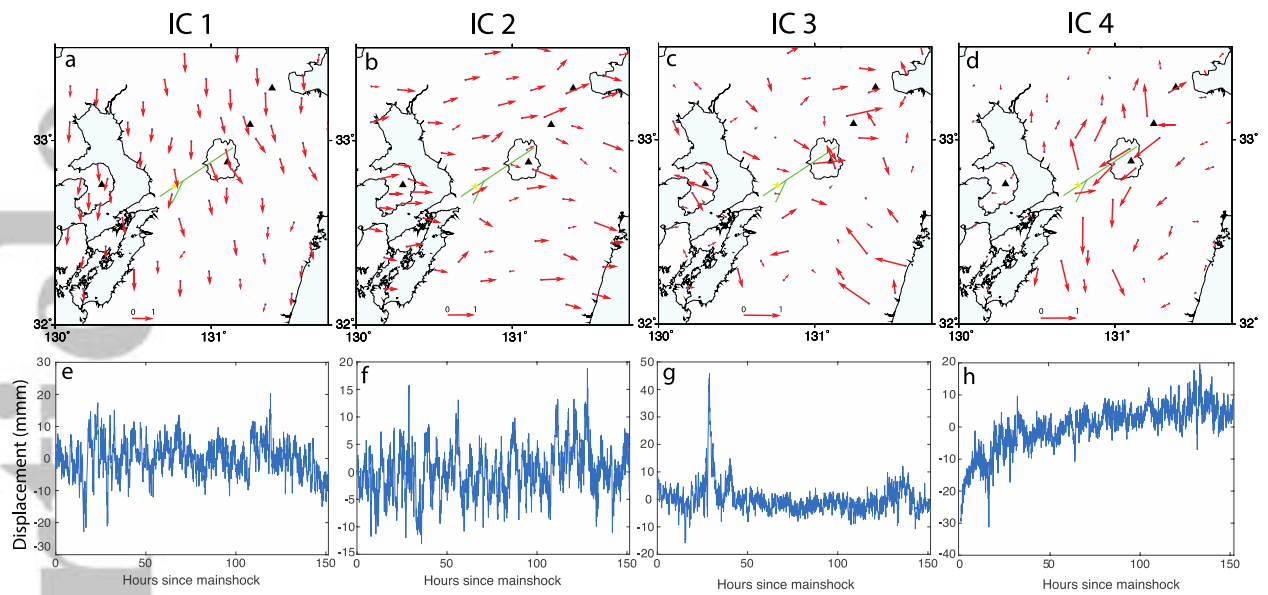 IC 1 IC 2 IC 3 IC 4
a b c d
33˚ 33˚ 33˚ 33˚
0 1 0 1 0 1 0 1
32˚ 32˚ 32˚ 32˚
130˚ 131˚ 130˚ 131˚ 130˚ 131˚ 130˚ 131˚
e f g h
Displacement (mmm)
30 20 10 0 -10 -20 -30
20 15 10 5 0 -5 -10 -15
50 40 30 20 10 0 -10 -20
20 10 0 -10 -20 -30 -40
0 50 100 150 0 50 100 150 0 50 100 150 0 50 100 150
Hours since mainshock Hours since mainshock Hours since mainshock Hours since mainshock